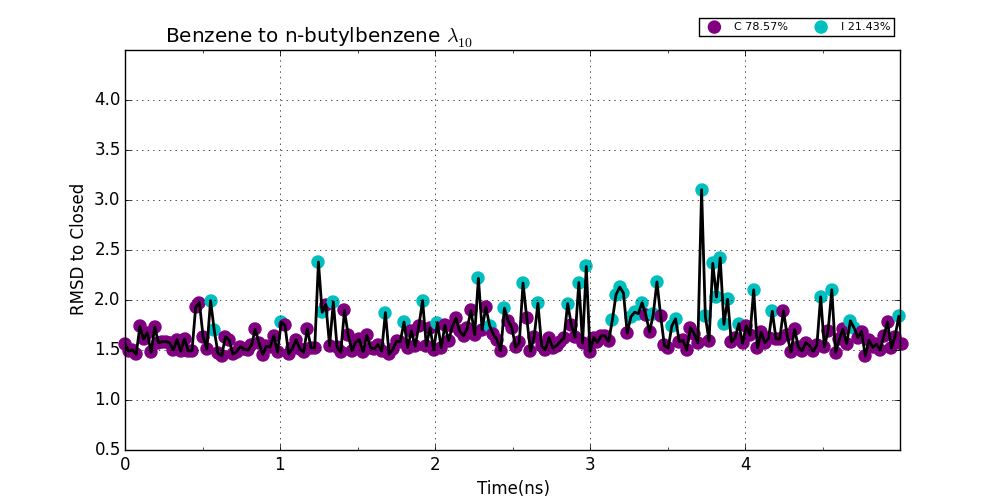 Benzene to n-butylbenzene λ10
C 78.57% I 21.43%
4.0
3.5
3.0
2.5
2.0
1.5
1.0
0.5
RMSD to Closed
0 1 2 3 4
Time(ns)